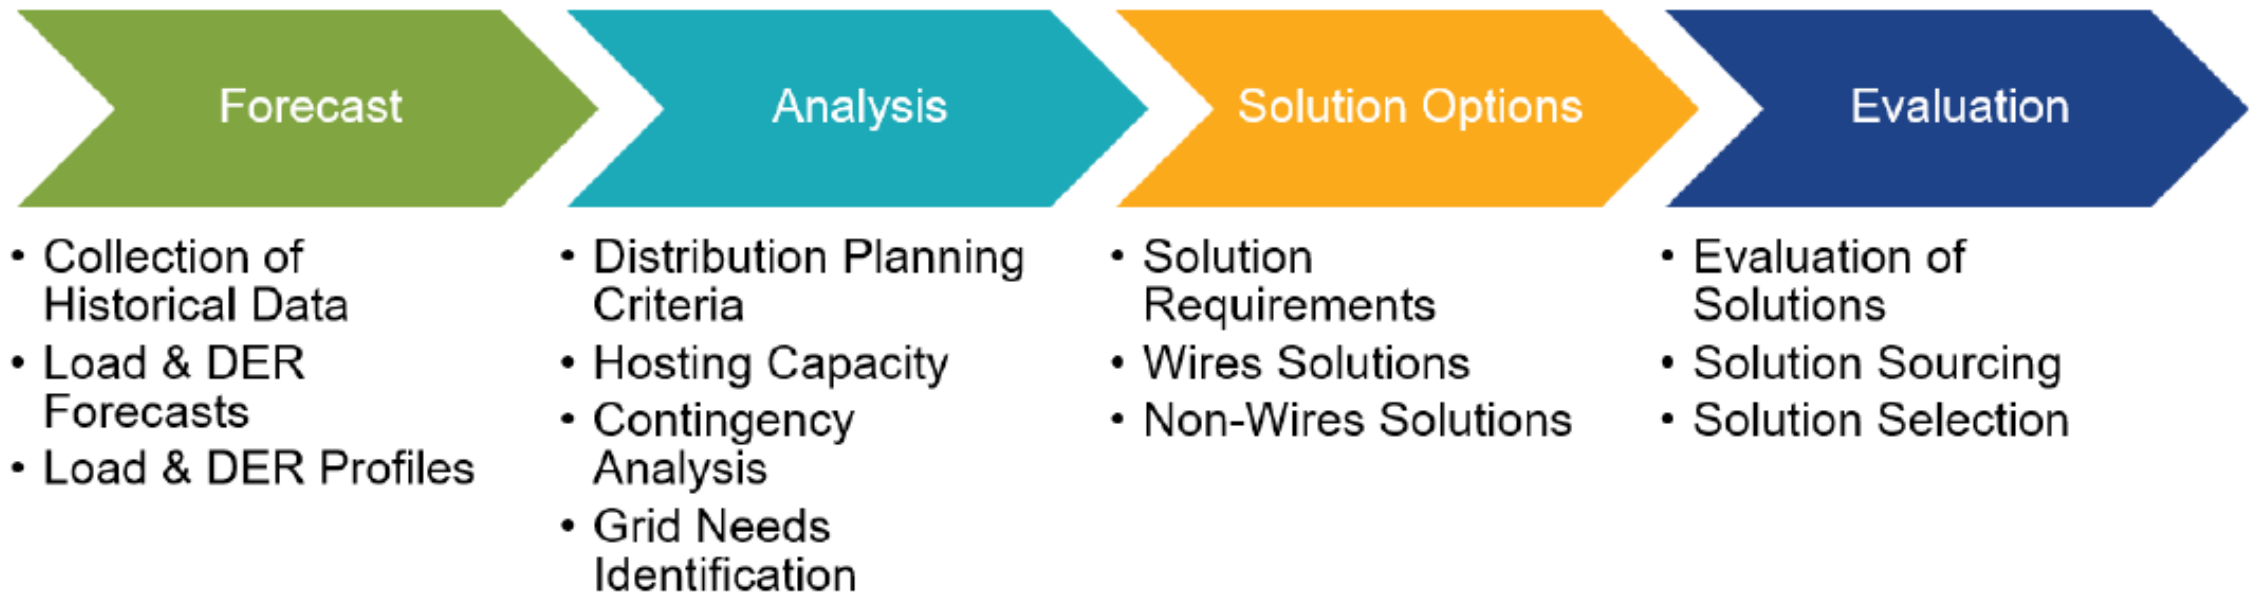 Forecast
Analysis
Solution Options
Evaluation
• Collection of
Historical Data
• Load & DER
Forecasts
• Load & DER Profiles
• Distribution Planning
Criteria
• Hosting Capacity
• Contingency
Analysis
• Grid Needs
Identification
• Solution
Requirements
• Wires Solutions
• Non-Wires Solutions
• Evaluation of
Solutions
• Solution Sourcing
• Solution Selection